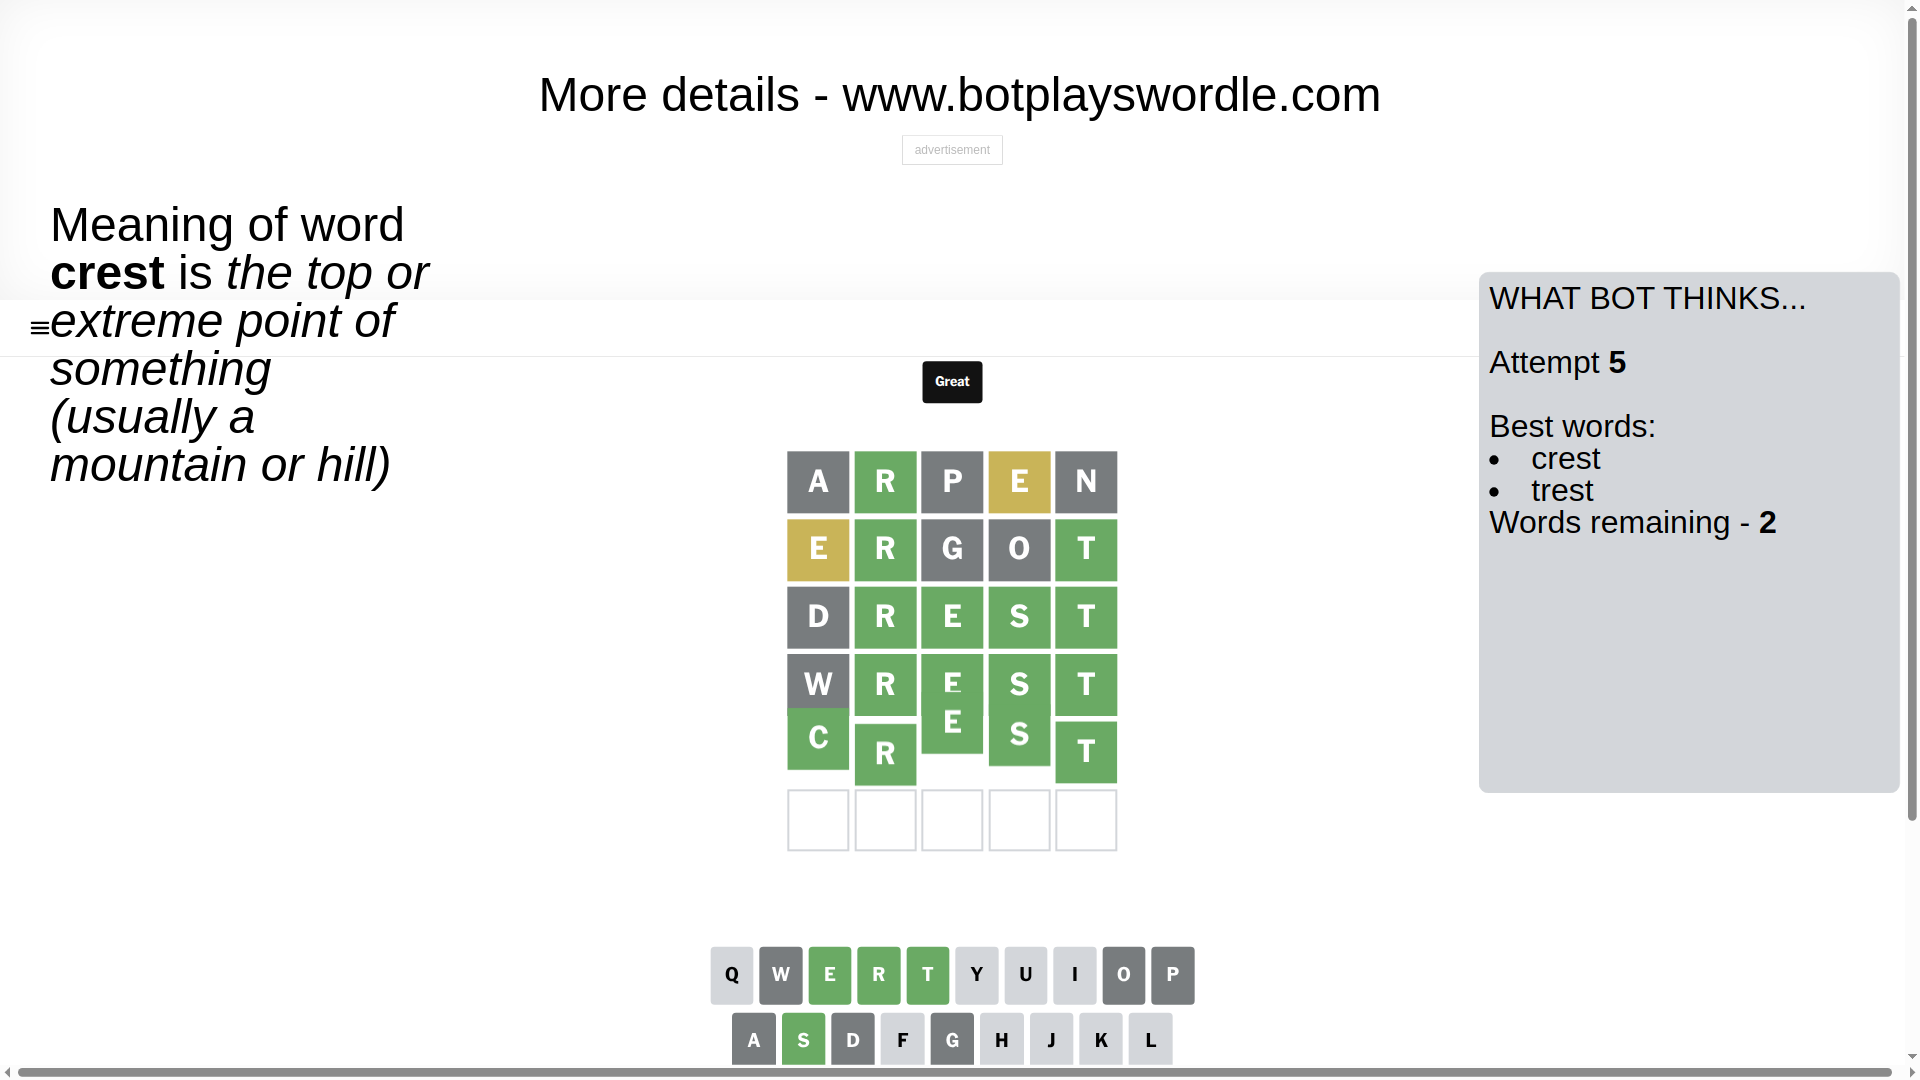 More details - www.botplayswordle.com
advertisement
Meaning of word
crest is the top or
extreme point of
something
(usually a
mountain or hill)
WHAT BOT THINKS...
Attempt 5
Best words:
• crest
• trest
Words remaining - 2
Great
A R P E N
E R G O T
D R E S T
W R E S T
C R E S T
Q W E R T Y U I O P
A S D F G H J K L